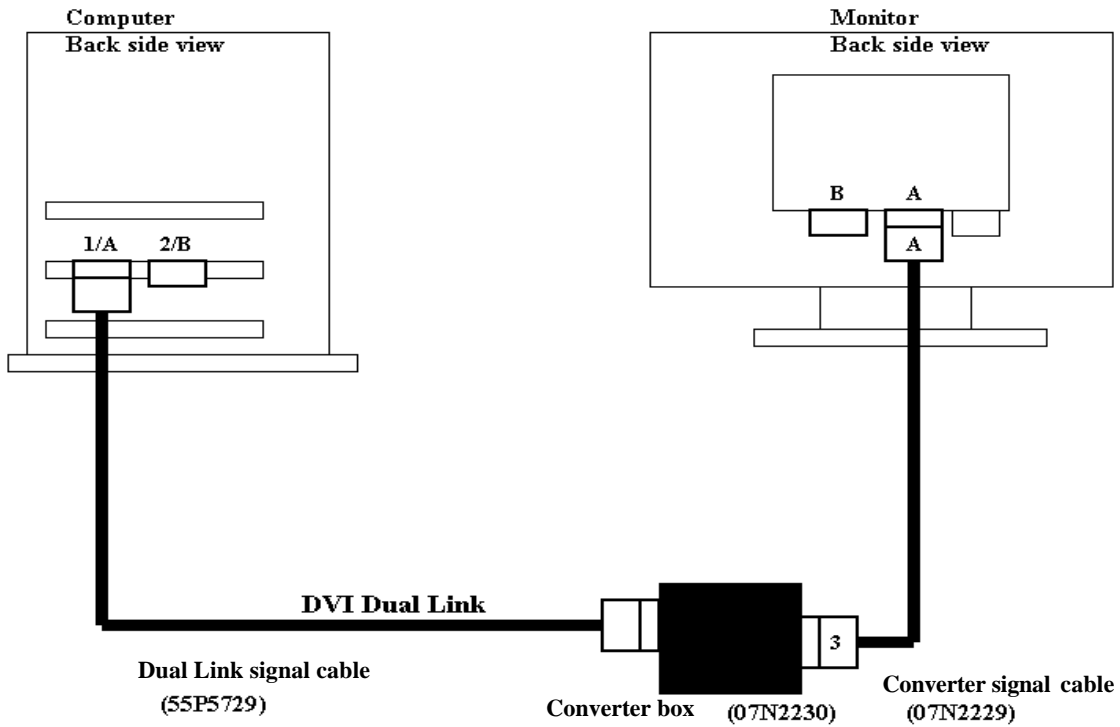 Computer
Back side view
Monitor
Back side view
1/A
2/B
B
A
A
DVI Dual Link
3
Dual Link signal cable
(55P5729)
Converter box
(07N2230)
Converter signal cable
(07N2229)